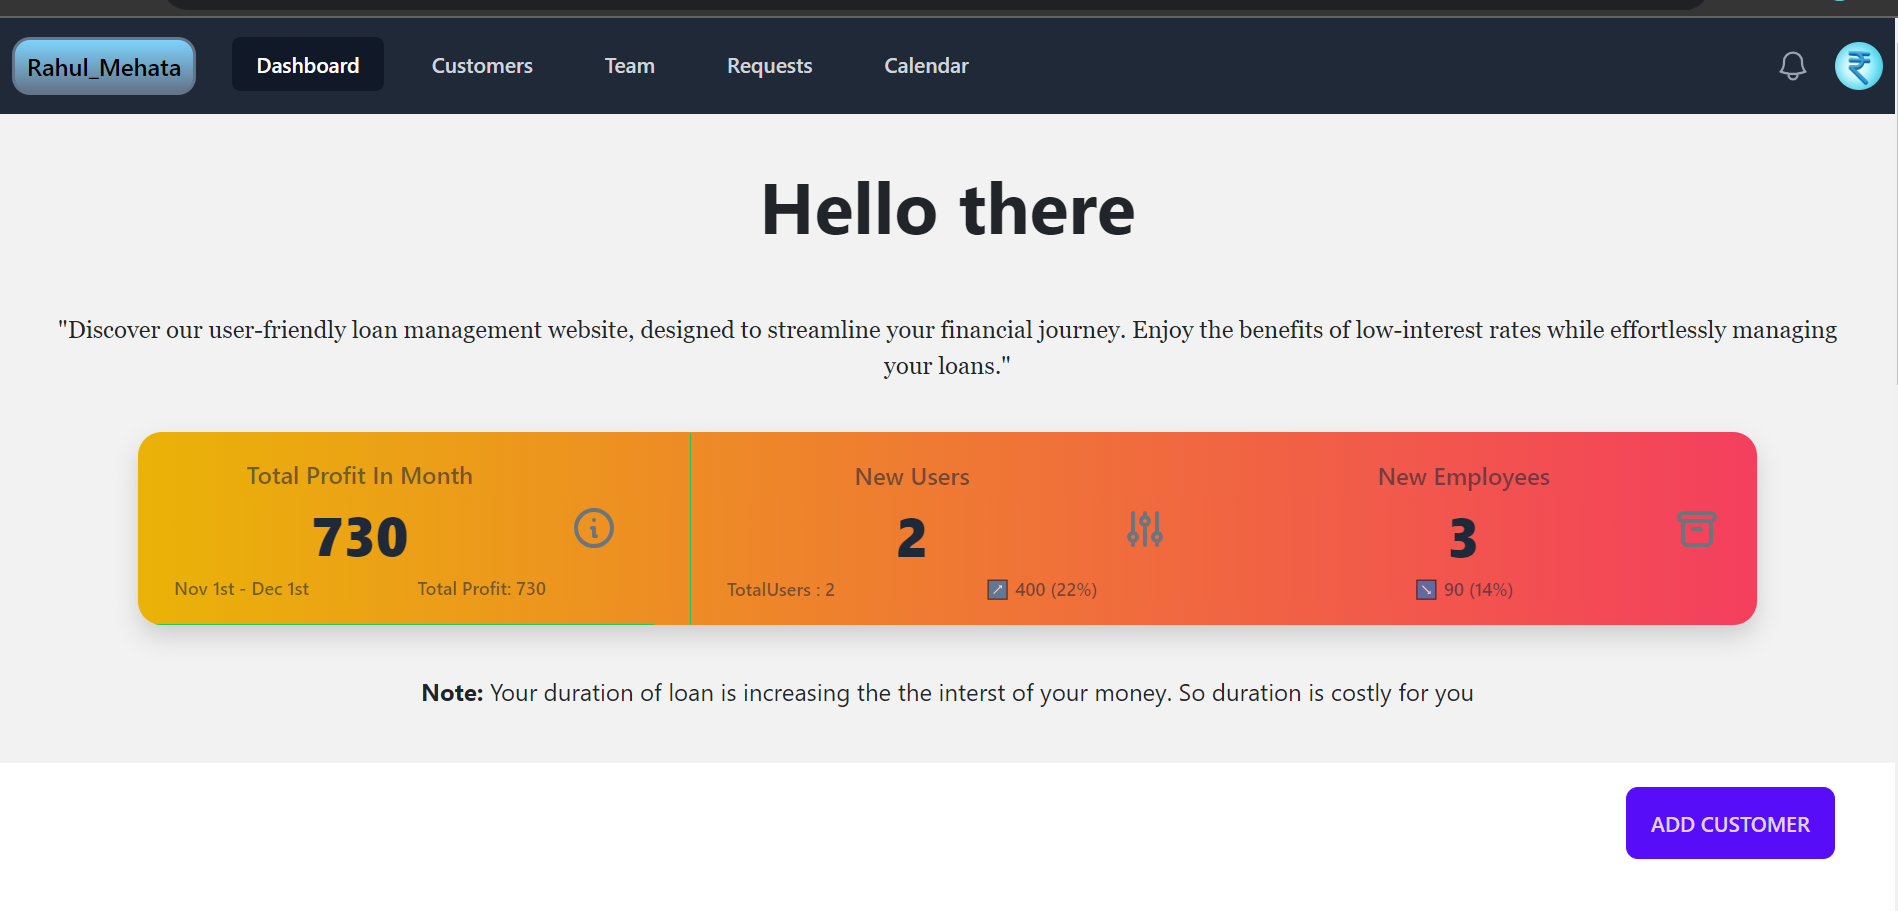 Rahul_Mehata
Dashboard
Customers
Team
Requests
Calendar
Hello there
"Discover our user-friendly loan management website, designed to streamline your financial journey. Enjoy the benefits of low-interest rates while effortlessly managing
your loans."
Total Profit In Month
730
Nov 1st - Dec 1st
Total Profit: 730
New Users
2
TotalUsers : 2
↗ 400 (22%)
New Employees
3
↘ 90 (14%)
Note: Your duration of loan is increasing the the interst of your money. So duration is costly for you
ADD CUSTOMER